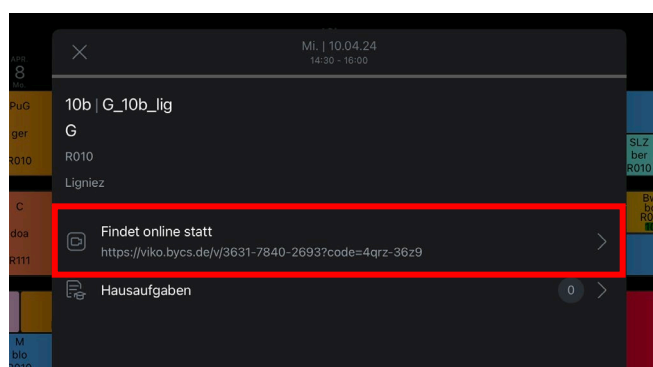 Mi. | 10.04.24
14:30 - 16:00
APR.
8
Mo.
10b | G_10b_lig
G
R010
Ligniez
Findet online statt
https://viko.bycs.de/v/3631-7840-2693?code=4qrz-36z9
Hausaufgaben
0
PuG
ger
R010
C
doa
R111
M
blo
SLZ
ber
R010